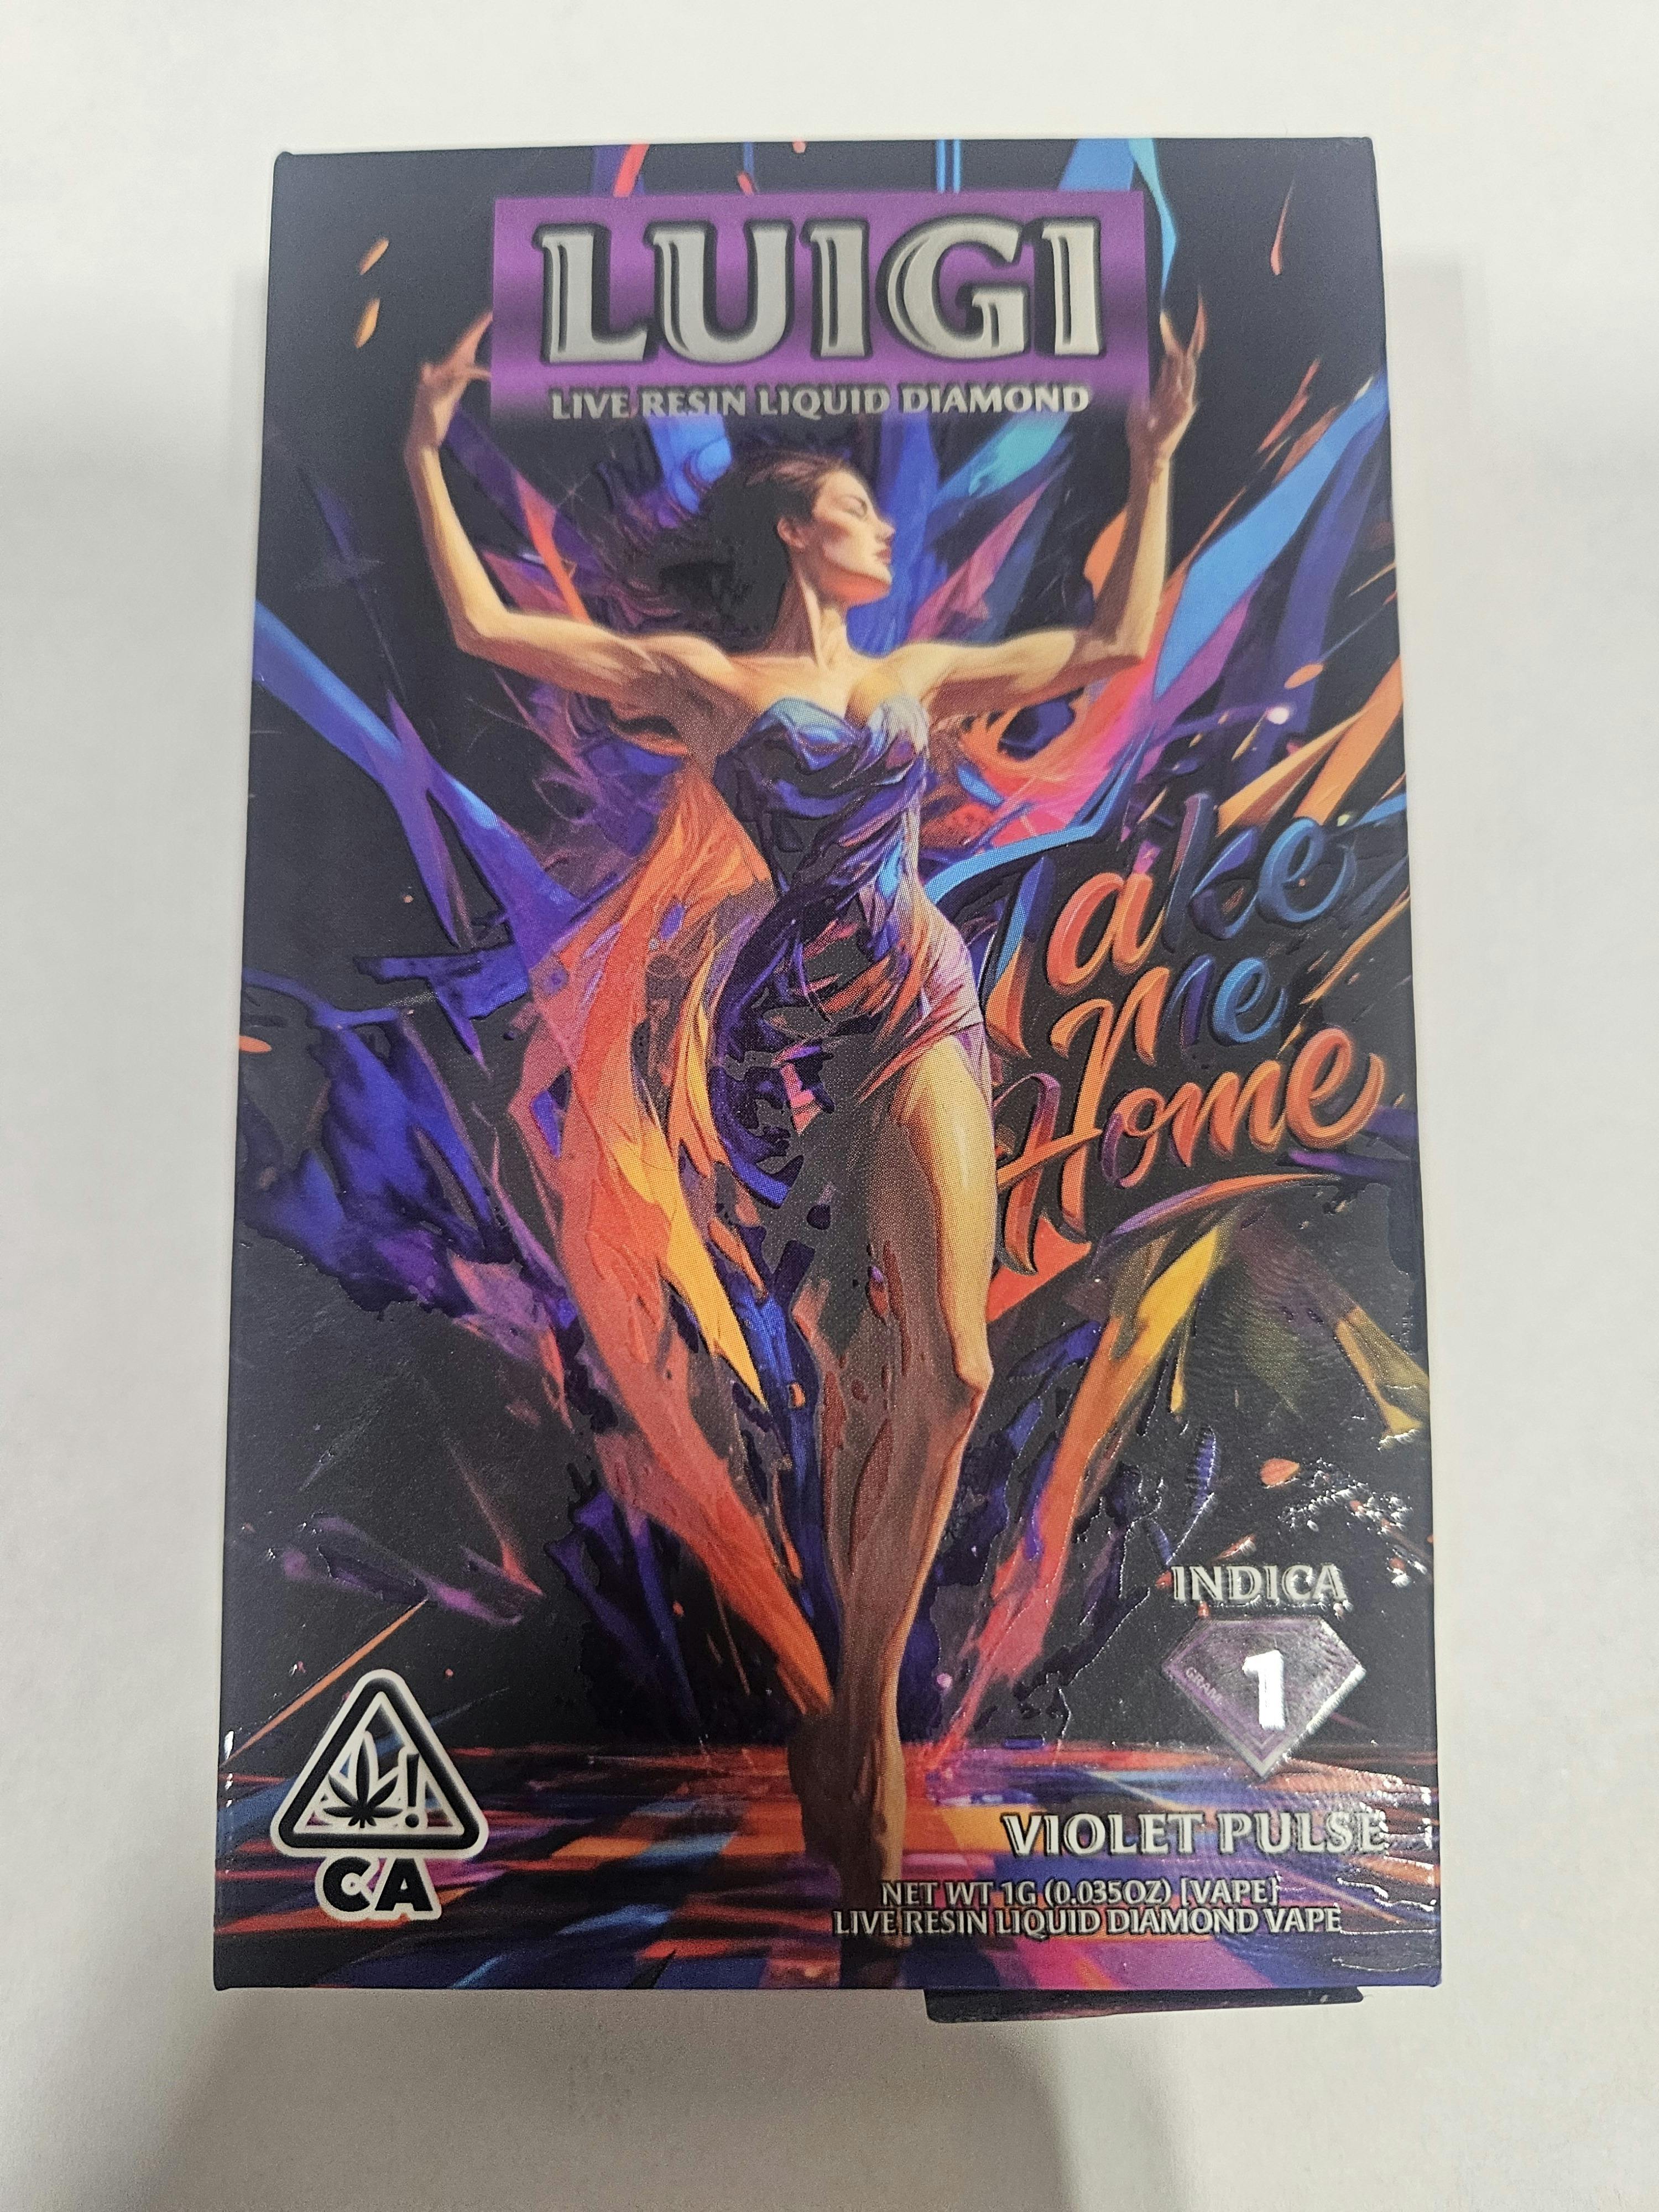 LUIGI
LIVE RESIN LIQUID DIAMOND
Take
me
Home
INDICA
1
GRAM
CA
VIOLET PULSE
NET WT 1G (0.035OZ) [VAPE]
LIVE RESIN LIQUID DIAMOND VAPE